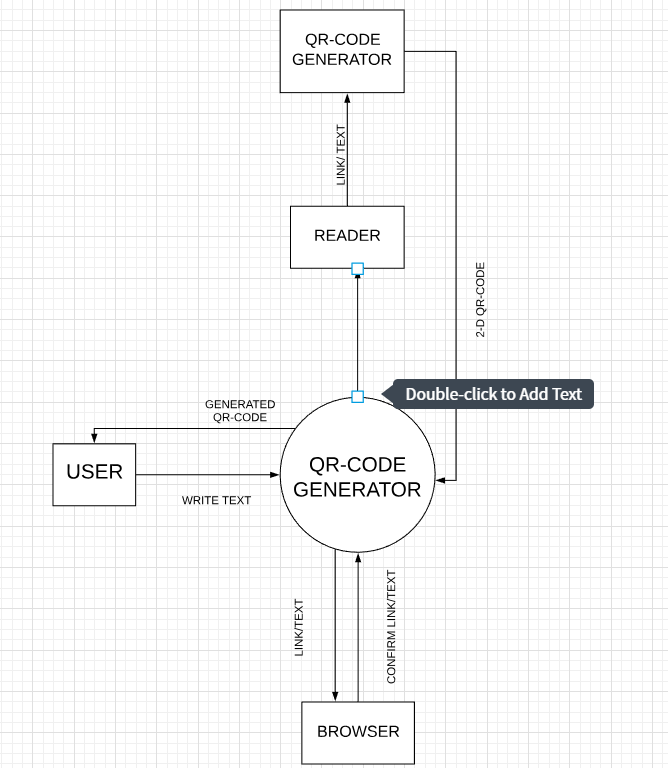 QR-CODE
GENERATOR
LINK/ TEXT
READER
2-D QR-CODE
Double-click to Add Text
GENERATED
QR-CODE
USER
QR-CODE
GENERATOR
WRITE TEXT
LINK/TEXT
CONFIRM LINK/TEXT
BROWSER